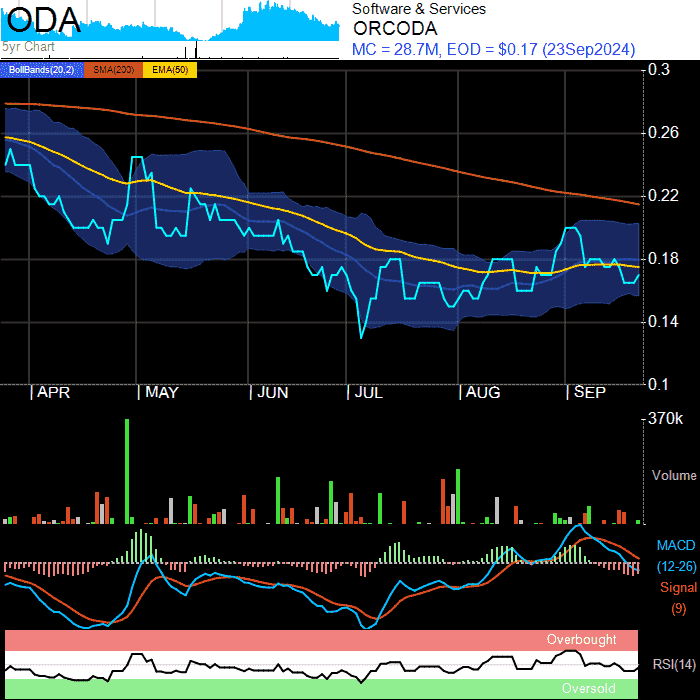 ODA
5yr Chart
Software & Services
ORCODA
MC = 28.7M, EOD = $0.17 (23Sep2024)
BollBands(20,2) SMA(200) EMA(50)
0.3
0.26
0.22
0.18
0.14
0.1
APR MAY JUN JUL AUG SEP
370k
Volume
MACD
(12-26)
Signal
(9)
Overbought
RSI(14)
Oversold